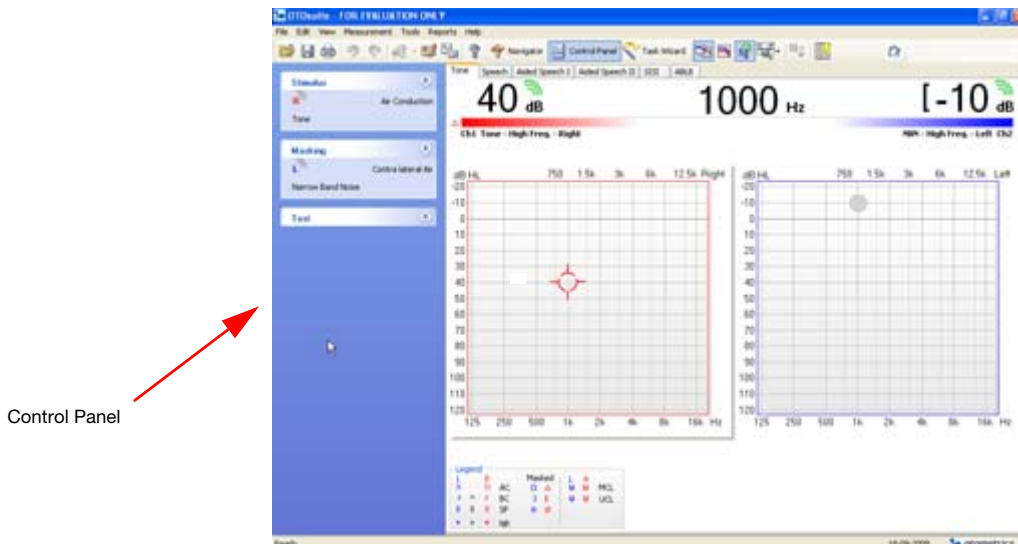 OTOsuite - FOR EVALUATION ONLY
File Edit View Measurement Tools Reports Help
Navigator Control Panel Task Wizard
Tone Speech Aided Speech I Aided Speech II SISI ABLB
Stimulus
R Air Conduction
Tone
Masking
L Contra lateral Air
Narrow Band Noise
Test
40 dB 1000 Hz [-10 dB
Ch1 Tone - High Freq. - Right NBN - High Freq. - Left Ch2
dB HL 750 1.5k 3k 6k 12.5k Right
-20
-10
0
10
20
30
40
50
60
70
80
90
100
110
120
125 250 500 1k 2k 4k 8k 16k Hz
dB HL 750 1.5k 3k 6k 12.5k Left
-20
-10
0
10
20
30
40
50
60
70
80
90
100
110
120
125 250 500 1k 2k 4k 8k 16k Hz
Legend
L R Masked L R
AC MCL
BC UCL
SP
NR
Control Panel
Ready 18-09-2008 otometrics